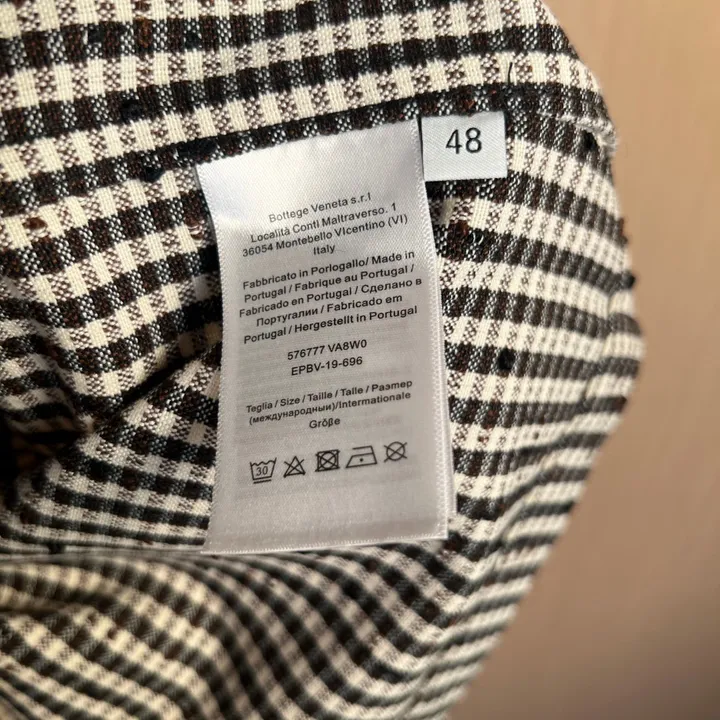 48
Bottege Veneta s.r.l
Località Conti Maltraverso. 1
36054 Montebello VIcentino (VI)
Italy
Fabbricato in Porlogallo/ Made in
Portugal / Fabrique au Portugal /
Fabricado en Portugal / Сделано в
Португалии / Fabricado em
Portugal / Hergestellt in Portugal
576777 VA8W0
EPBV-19-696
Teglia / Size / Taille / Talle / Размер
(международный)/Internationale
Größe
30